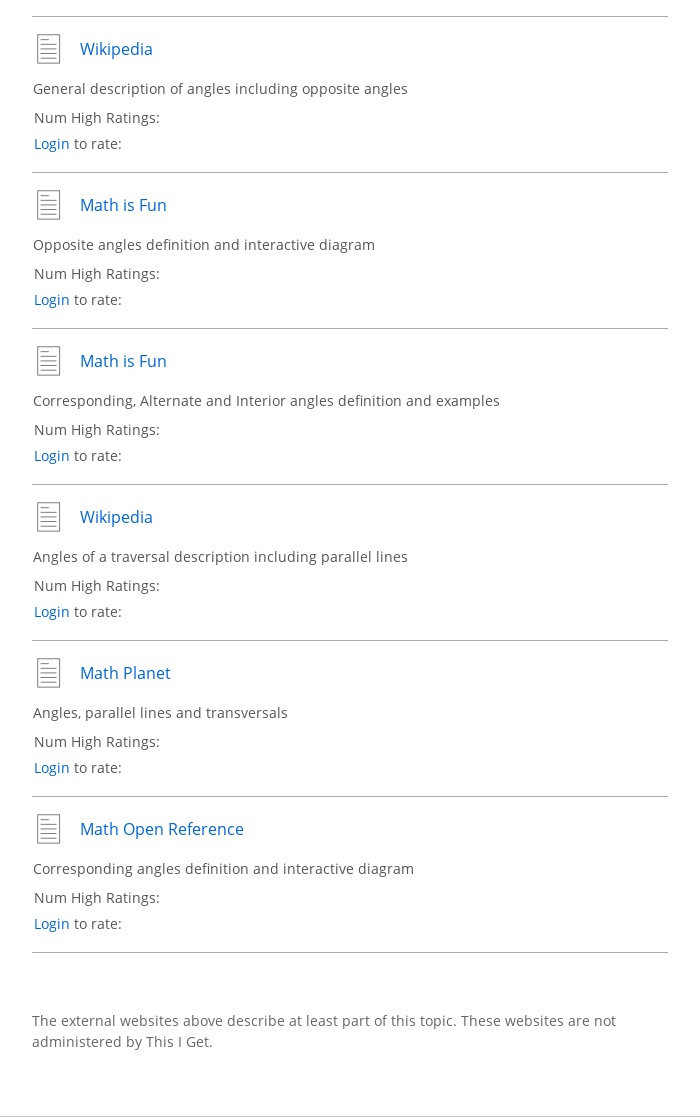 Wikipedia
General description of angles including opposite angles
Num High Ratings:
Login to rate:
Math is Fun
Opposite angles definition and interactive diagram
Num High Ratings:
Login to rate:
Math is Fun
Corresponding, Alternate and Interior angles definition and examples
Num High Ratings:
Login to rate:
Wikipedia
Angles of a traversal description including parallel lines
Num High Ratings:
Login to rate:
Math Planet
Angles, parallel lines and transversals
Num High Ratings:
Login to rate:
Math Open Reference
Corresponding angles definition and interactive diagram
Num High Ratings:
Login to rate:
The external websites above describe at least part of this topic. These websites are not
administered by This I Get.